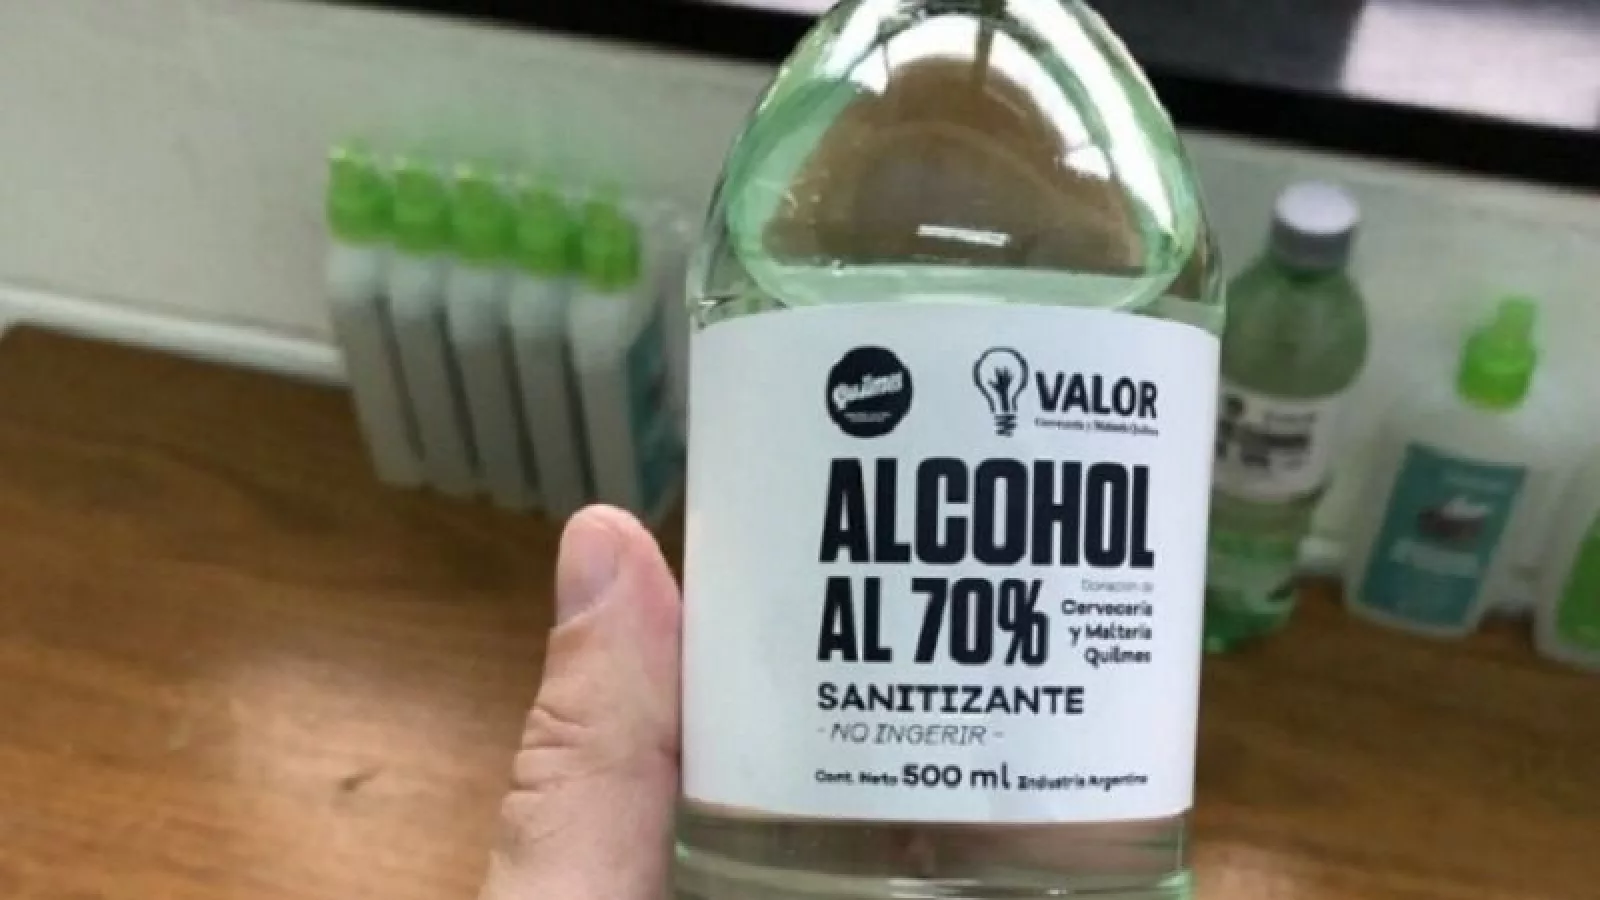 Quilmes
VALOR
Cervecería y Maltería Quilmes
ALCOHOL
AL 70%
Donación de
Cervecería
y Maltería
Quilmes
SANITIZANTE
- NO INGERIR -
Cont. Neto 500 ml Industria Argentina